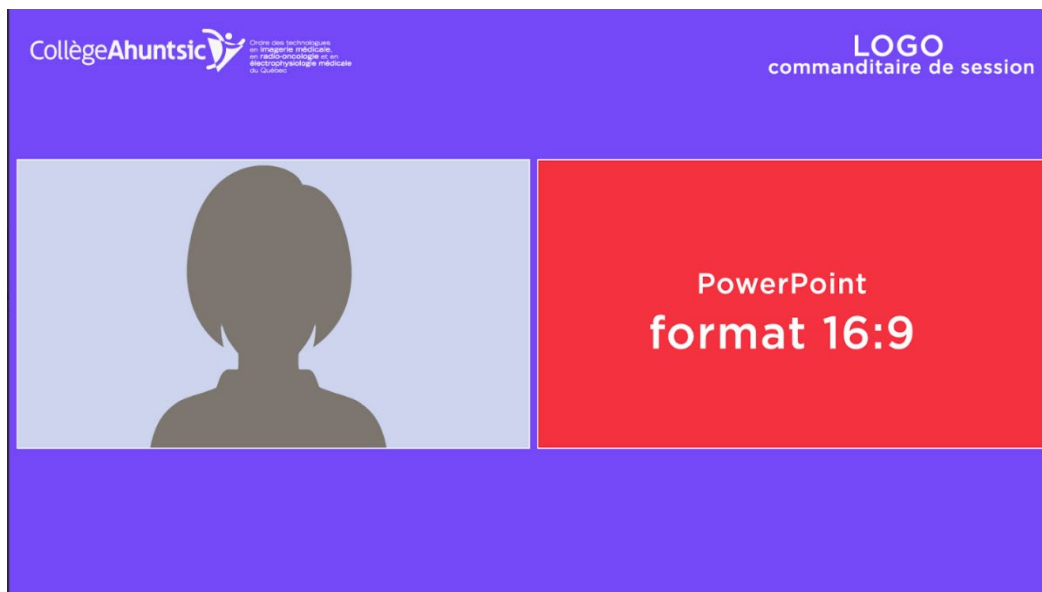 CollègeAhuntsic
Ordre des technologues
en imagerie médicale,
en radio-oncologie et en
électrophysiologie médicale
du Québec
LOGO
commanditaire de session
PowerPoint
format 16:9